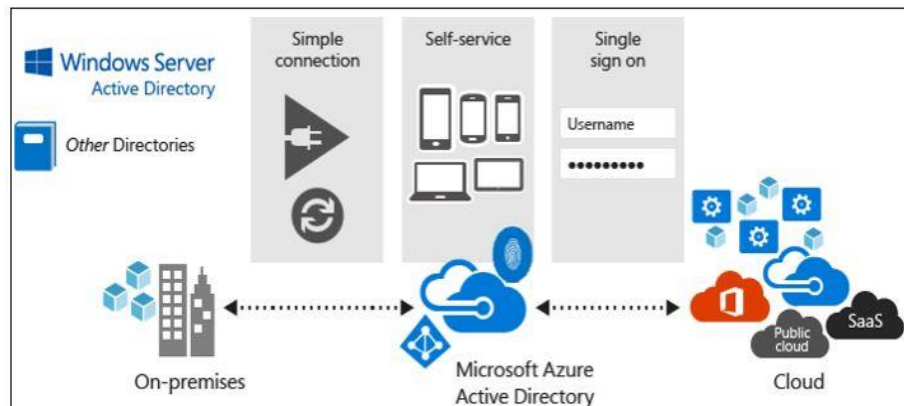 Windows Server
Active Directory
Other Directories
Simple
connection
Self-service
Single
sign on
Username
•••••••••
On-premises
Microsoft Azure
Active Directory
Public
cloud
SaaS
Cloud